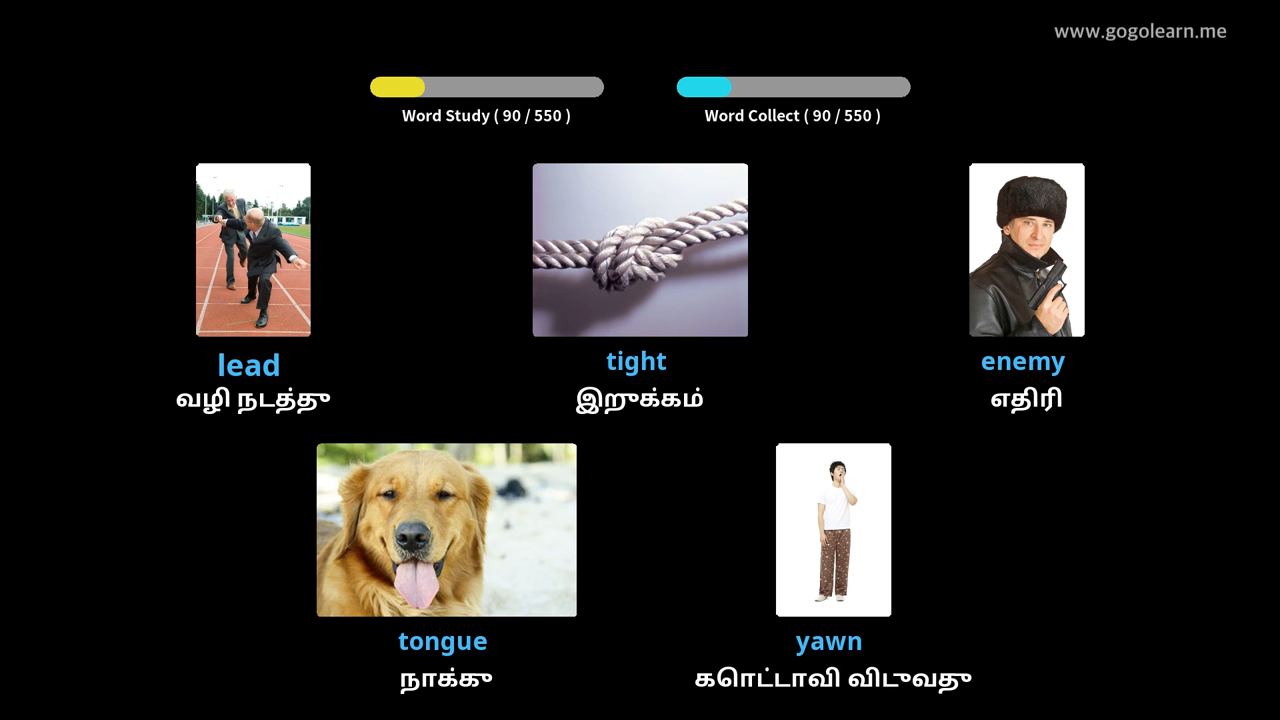 www.gogolearn.me
Word Study ( 90 / 550 )
Word Collect ( 90 / 550 )
lead
வழி நடத்து
tight
இறுக்கம்
enemy
எதிரி
tongue
நாக்கு
yawn
கொட்டாவி விடுவது